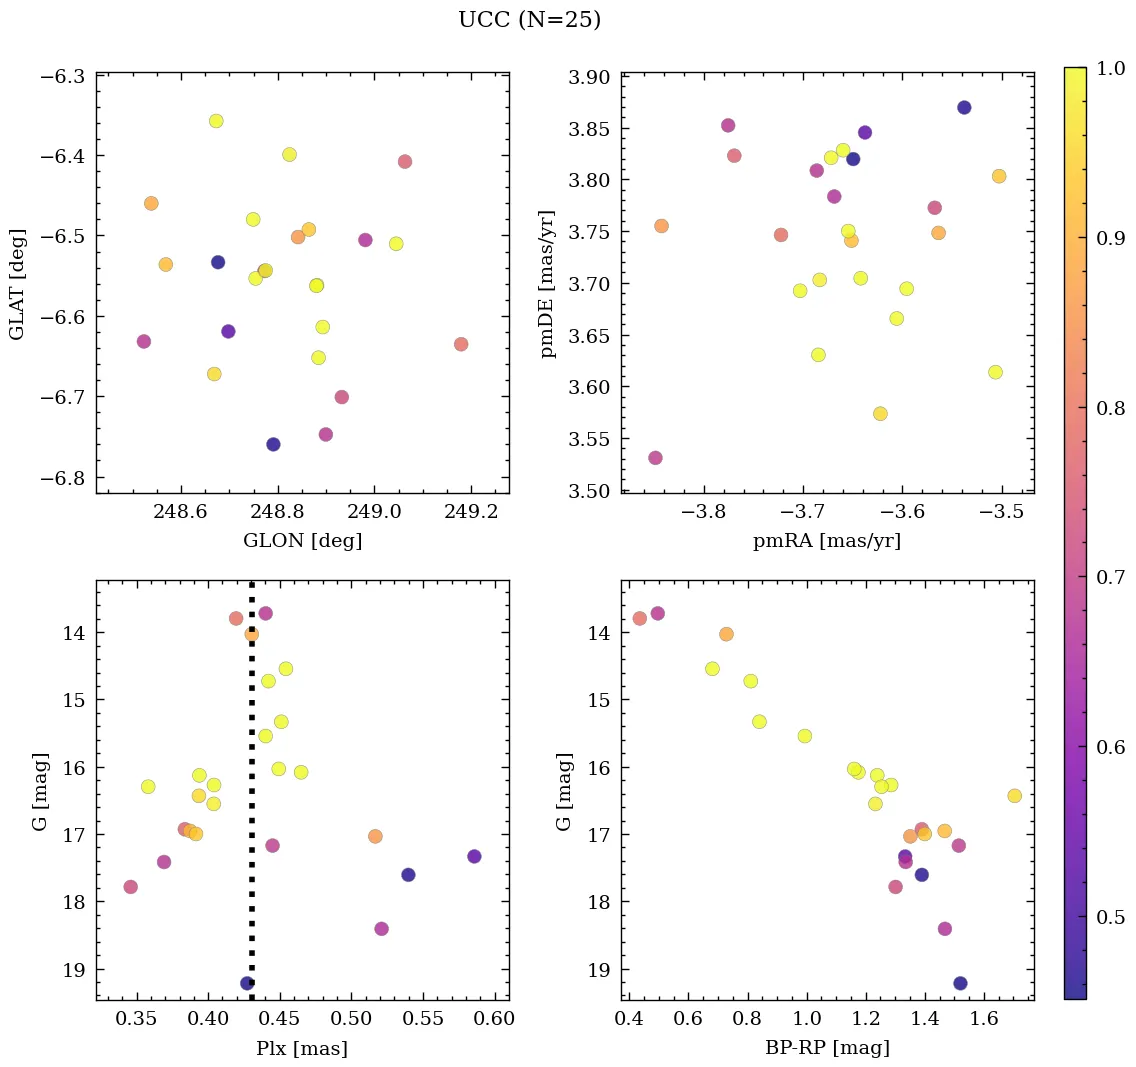 UCC (N=25)
−6.3
−6.4
−6.5
−6.6
−6.7
−6.8
GLAT [deg]
248.6 248.8 249.0 249.2
GLON [deg]
3.90
3.85
3.80
3.75
3.70
3.65
3.60
3.55
3.50
pmDE [mas/yr]
−3.8 −3.7 −3.6 −3.5
pmRA [mas/yr]
14
15
16
17
18
19
G [mag]
0.35 0.40 0.45 0.50 0.55 0.60
Plx [mas]
14
15
16
17
18
19
G [mag]
0.4 0.6 0.8 1.0 1.2 1.4 1.6
BP-RP [mag]
1.0
0.9
0.8
0.7
0.6
0.5